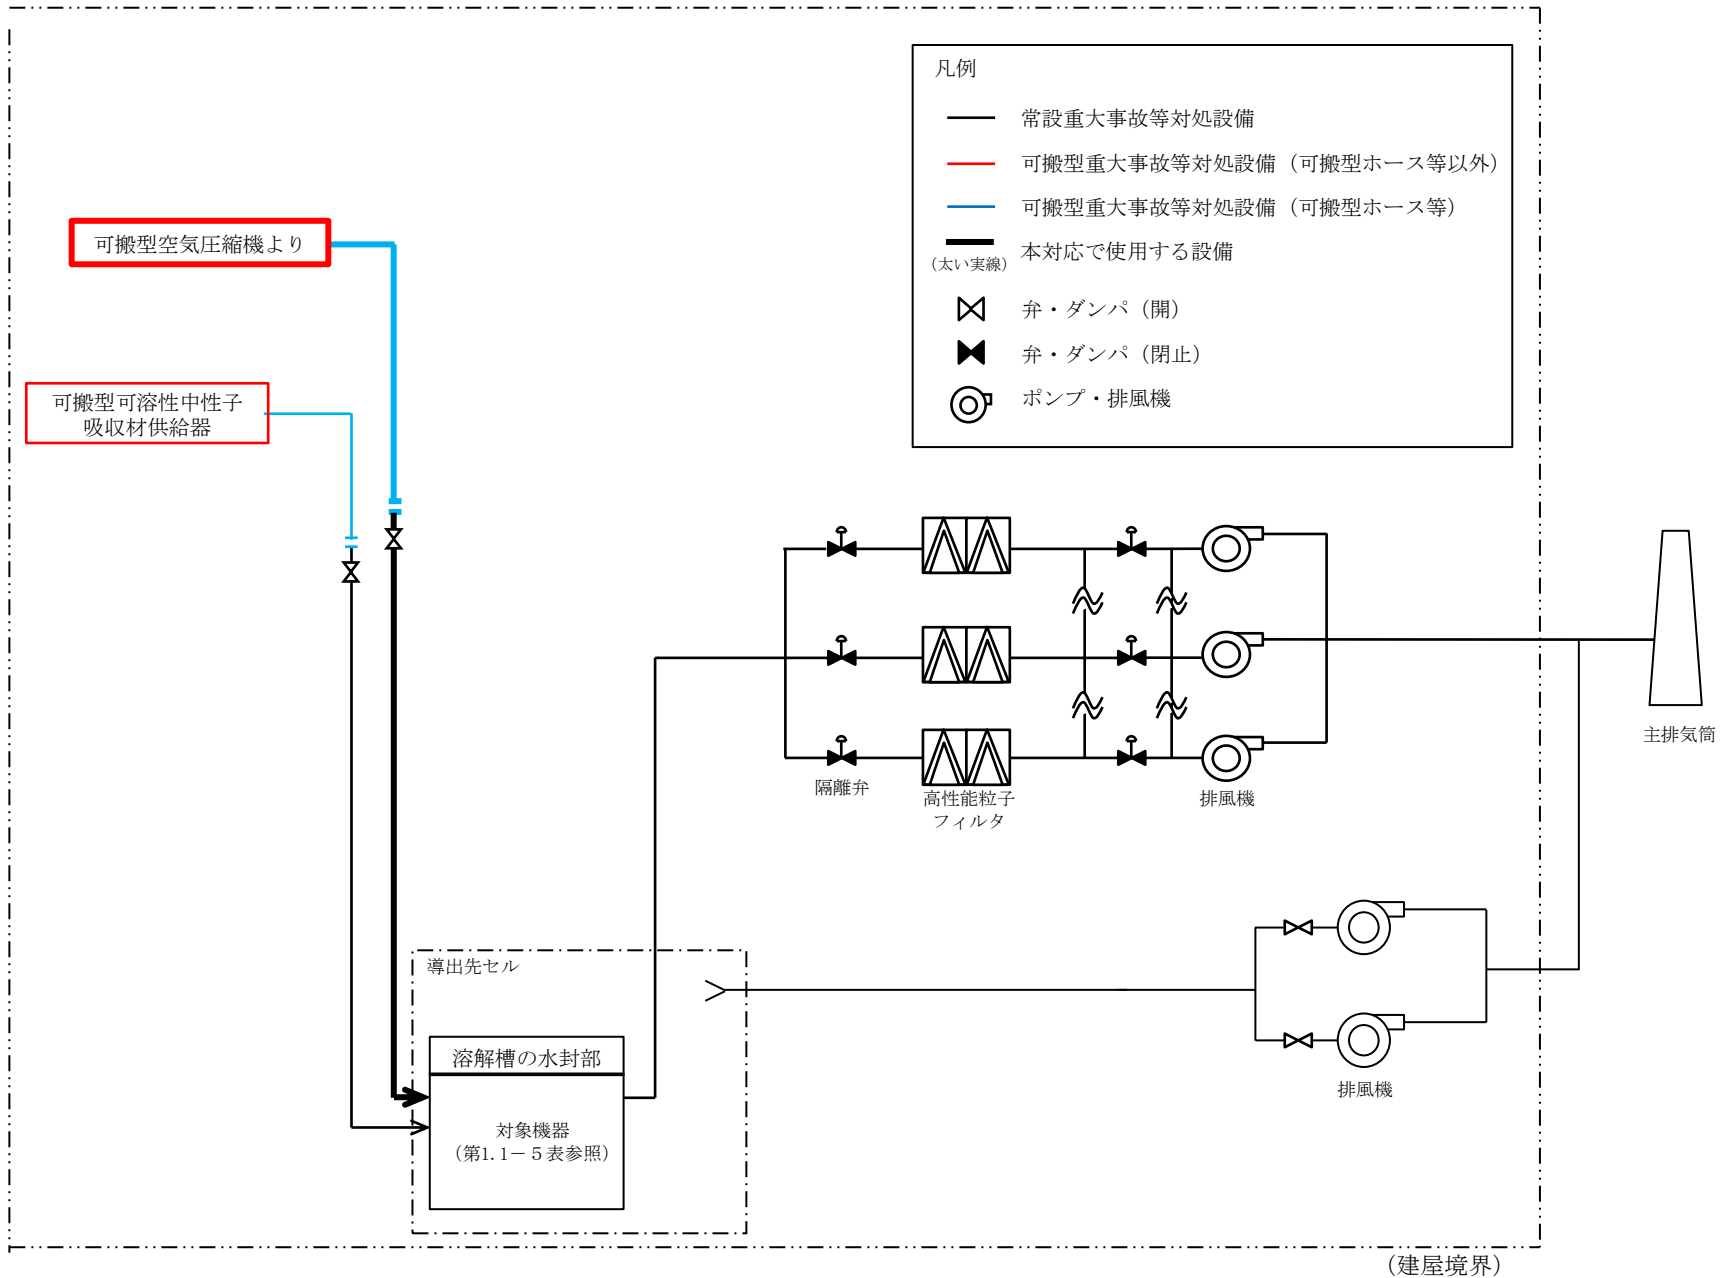 凡例
常設重大事故等対処設備
可搬型重大事故等対処設備（可搬型ホース等以外）
可搬型重大事故等対処設備（可搬型ホース等）
本対応で使用する設備
（太い実線）
弁・ダンパ（開）
弁・ダンパ（閉止）
ポンプ・排風機
可搬型空気圧縮機より
可搬型可溶性中性子
吸収材供給器
隔離弁
高性能粒子
フィルタ
排風機
主排気筒
導出先セル
溶解槽の水封部
対象機器
（第1.1－５表参照）
排風機
（建屋境界）